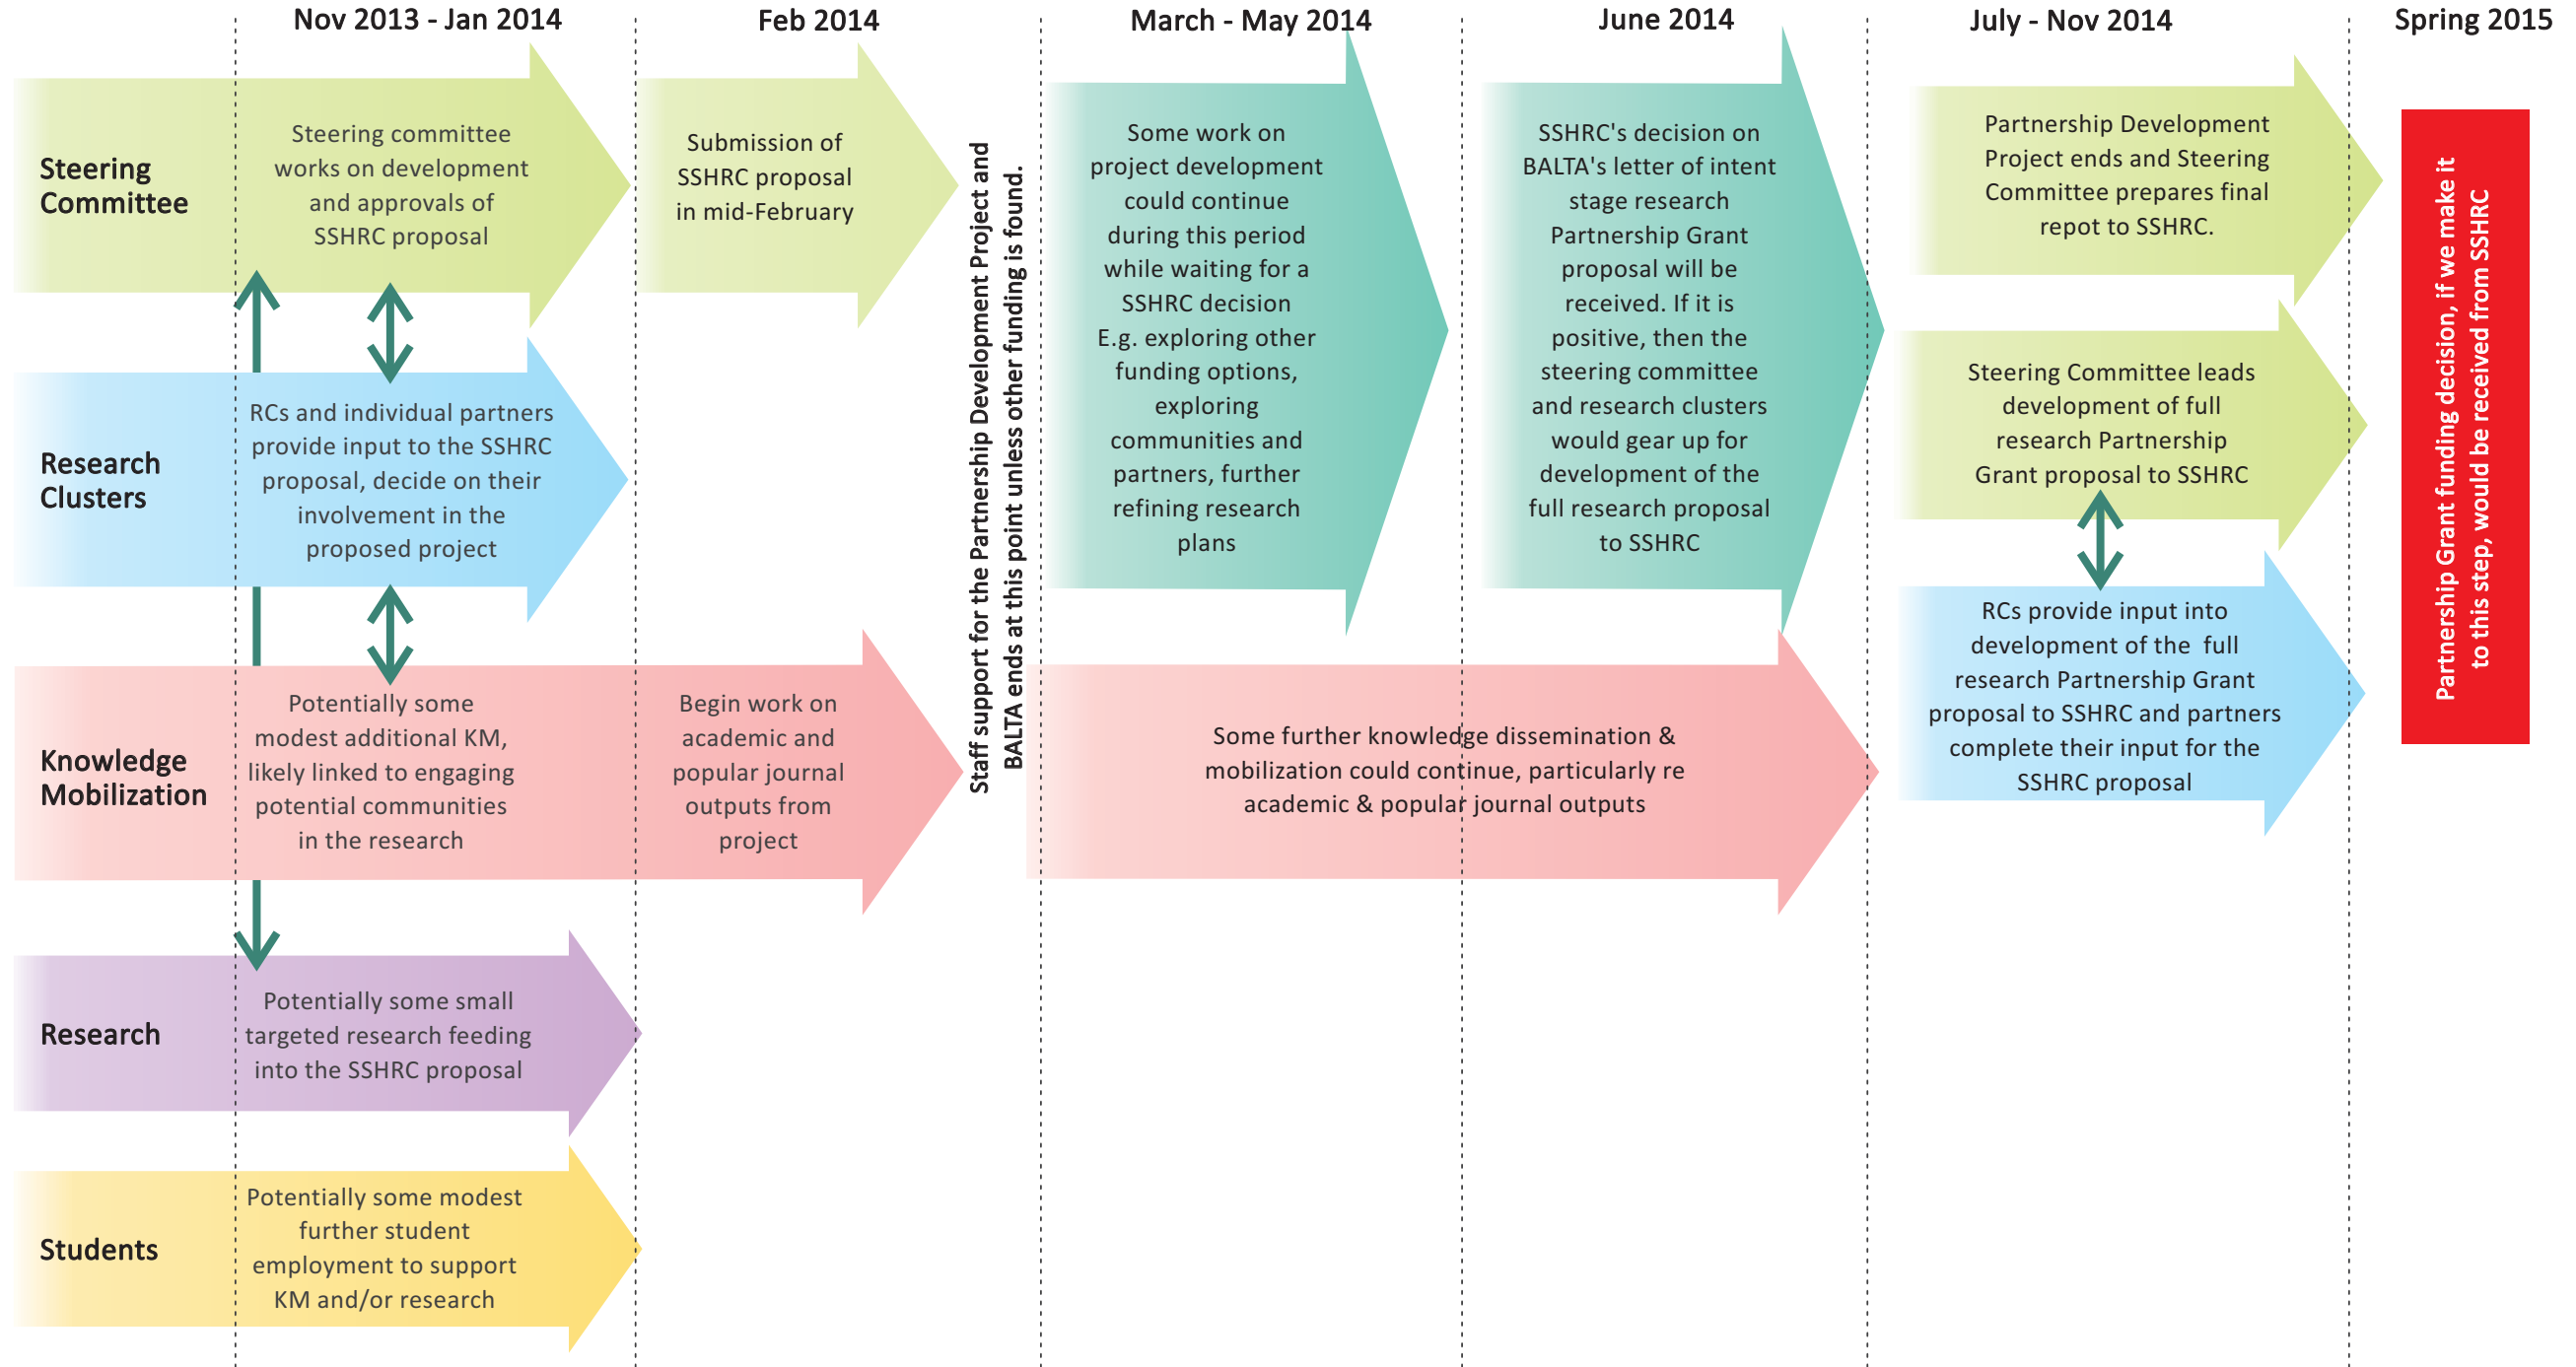 Nov 2013 - Jan 2014
Feb 2014
March - May 2014
June 2014
July - Nov 2014
Spring 2015
Steering
Committee
Steering committee
works on development
and approvals of
SSHRC proposal
Submission of
SSHRC proposal
in mid-February
Research
Clusters
RCs and individual partners
provide input to the SSHRC
proposal, decide on their
involvement in the
proposed project
Knowledge
Mobilization
Potentially some
modest additional KM,
likely linked to engaging
potential communities
in the research
Begin work on
academic and
popular journal
outputs from
project
Research
Potentially some small
targeted research feeding
into the SSHRC proposal
Students
Potentially some modest
further student
employment to support
KM and/or research
Staff support for the Partnership Development Project and
BALTA ends at this point unless other funding is found.
Some work on
project development
could continue
during this period
while waiting for a
SSHRC decision
E.g. exploring other
funding options,
exploring
communities and
partners, further
refining research
plans
SSHRC's decision on
BALTA's letter of intent
stage research
Partnership Grant
proposal will be
received. If it is
positive, then the
steering committee
and research clusters
would gear up for
development of the
full research proposal
to SSHRC
Some further knowledge dissemination &
mobilization could continue, particularly re
academic & popular journal outputs
Partnership Development
Project ends and Steering
Committee prepares final
repot to SSHRC.
Steering Committee leads
development of full
research Partnership
Grant proposal to SSHRC
RCs provide input into
development of the  full
research Partnership Grant
proposal to SSHRC and partners
complete their input for the
SSHRC proposal
Partnership Grant funding decision, if we make it
to this step, would be received from SSHRC